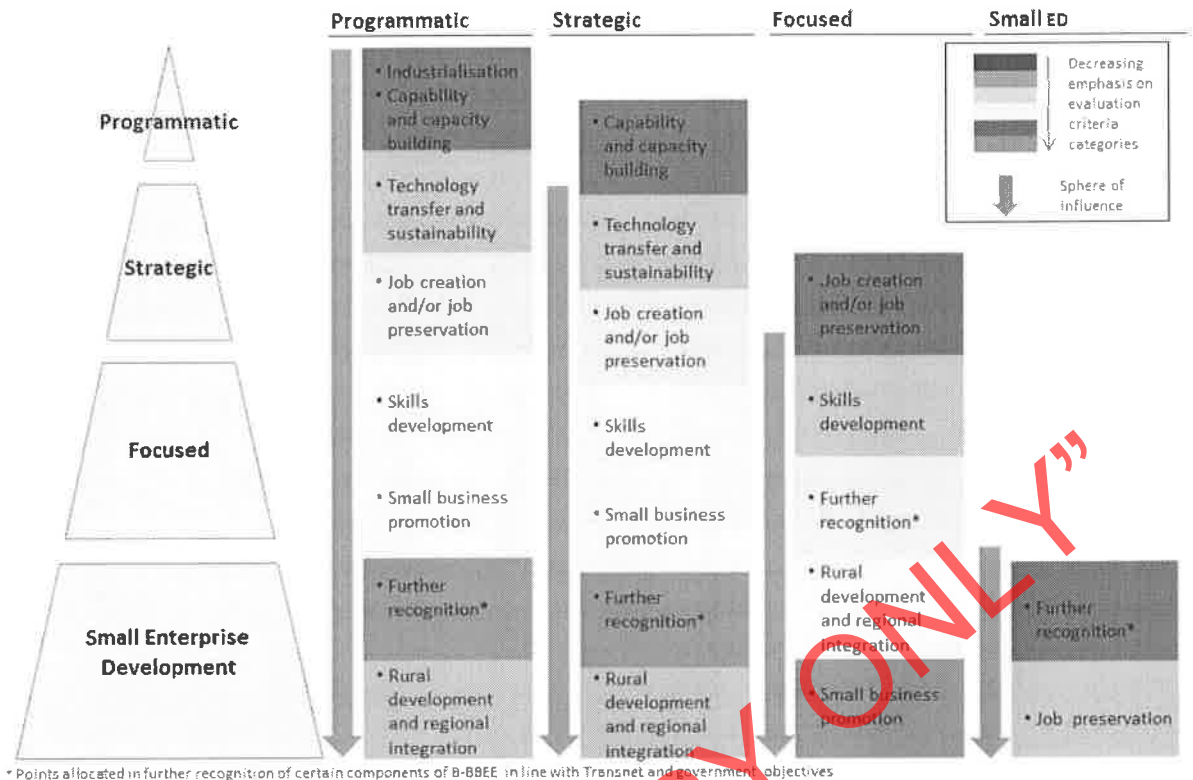 Programmatic
Strategic
Focused
Small ED
Programmatic
Strategic
Focused
Small Enterprise
Development
• Industrialisation
• Capability
and capacity
building
• Technology
transfer and
sustainability
• Job creation
and/or job
preservation
• Skills
development
• Small business
promotion
• Further
recognition*
• Rural
development
and regional
integration
• Capability
and capacity
building
• Technology
transfer and
sustainability
• Job creation
and/or job
preservation
• Skills
development
• Small business
promotion
• Further
recognition*
• Rural
development
and regional
integration
• Job creation
and/or job
preservation
• Skills
development
• Further
recognition*
• Rural
development
and regional
integration
• Small business
promotion
• Further
recognition*
• Job preservation
Decreasing
emphasis on
evaluation
criteria
categories
Sphere of
influence
ONLY”
* Points allocated in further recognition of certain components of B-BBEE in line with Transnet and government objectives